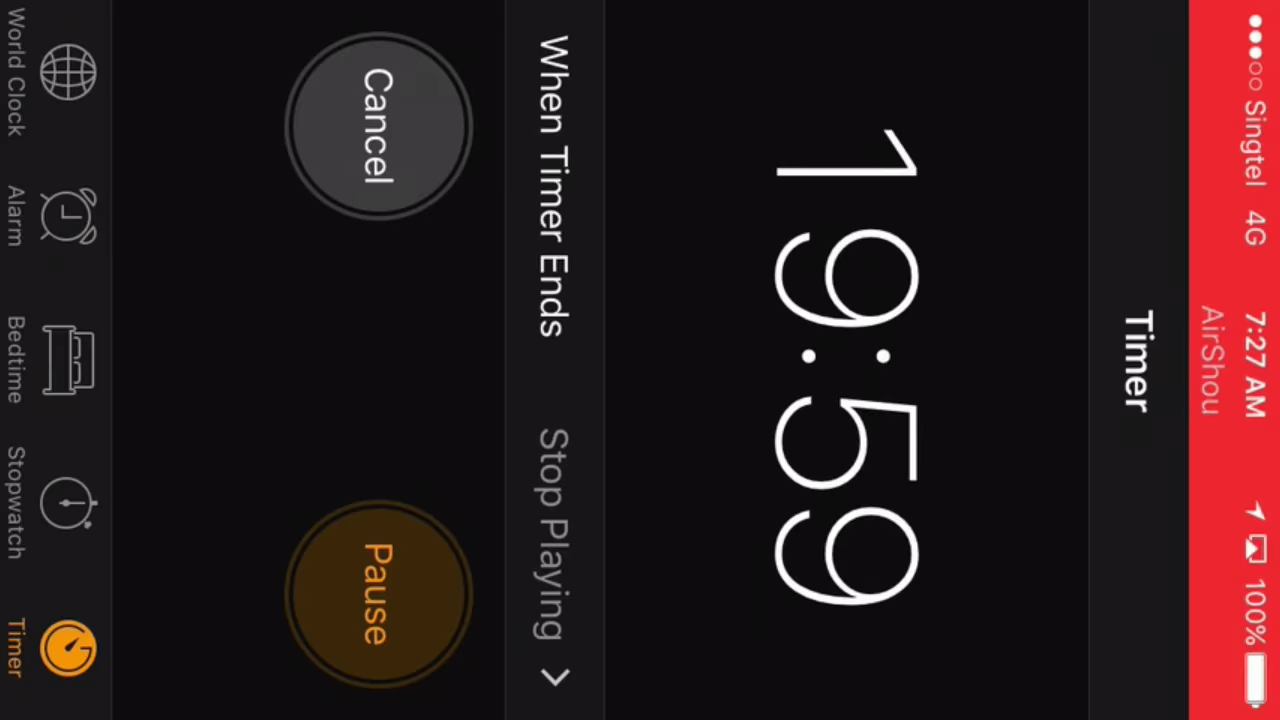 Singtel 4G 7:27 AM 100%
AirShou
Timer
19:59
When Timer Ends Stop Playing
Cancel Pause
World Clock Alarm Bedtime Stopwatch Timer